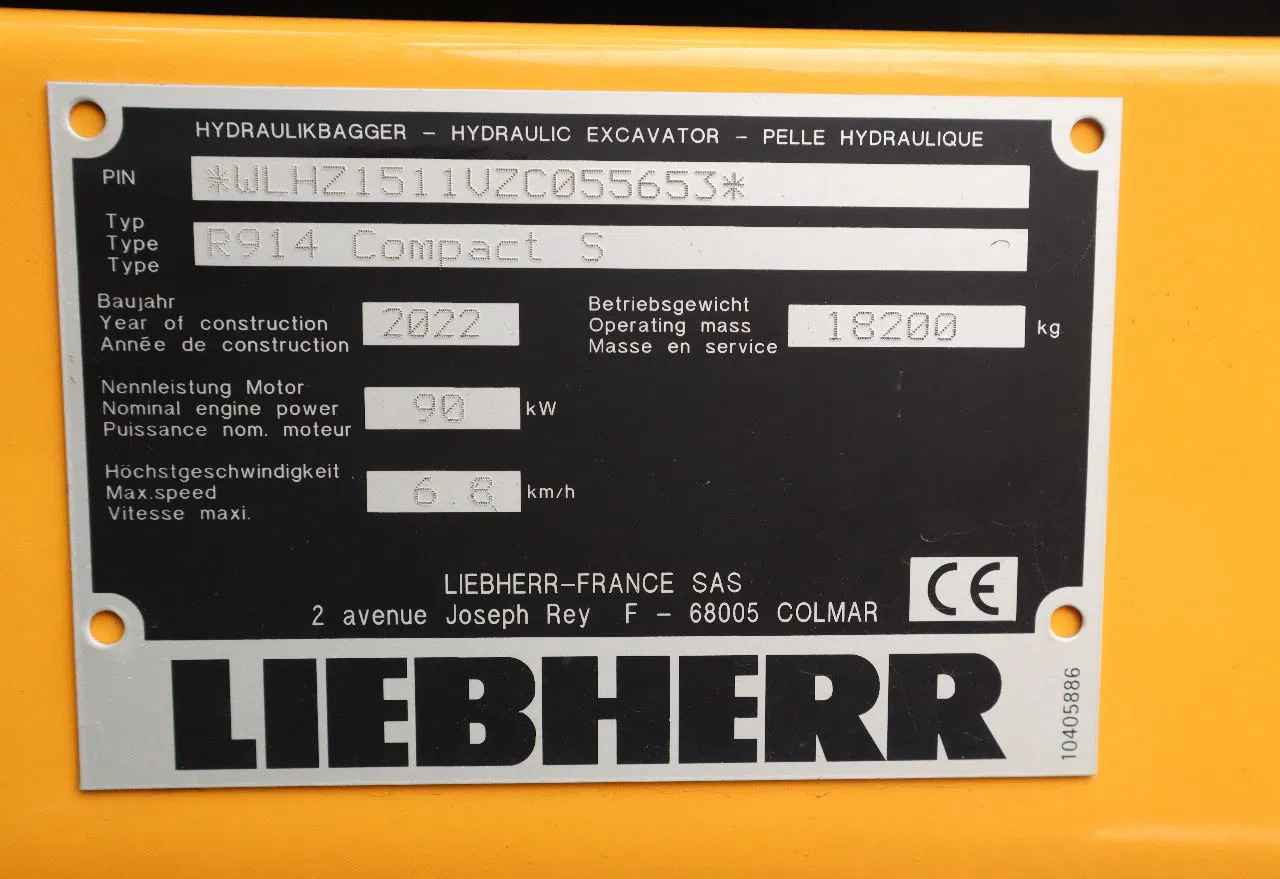 HYDRAULIKBAGGER – HYDRAULIC EXCAVATOR – PELLE HYDRAULIQUE
PIN *WLHZ1511VZC055653*
Typ
Type R914 Compact S
Type
Baujahr
Year of construction 2022
Année de construction
Betriebsgewicht
Operating mass 18200 kg
Masse en service
Nennleistung Motor
Nominal engine power 90 kW
Puissance nom. moteur
Höchstgeschwindigkeit
Max.speed 6.8 km/h
Vitesse maxi.
LIEBHERR–FRANCE SAS
2 avenue Joseph Rey F – 68005 COLMAR
CE
LIEBHERR
10405886